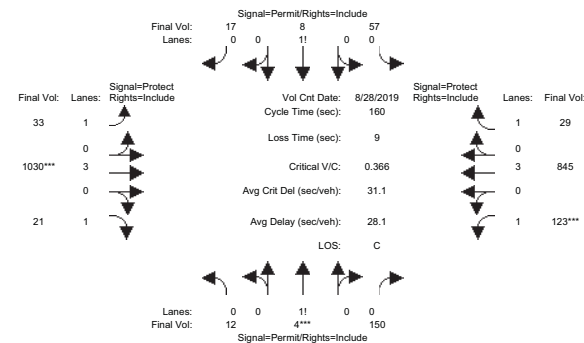 Signal=Permit/Rights=Include
Final Vol: 17 8 57
Lanes: 0 0 1! 0 0
Signal=Protect Signal=Protect
Final Vol: Lanes: Rights=Include Vol Cnt Date: 8/28/2019 Rights=Include Lanes: Final Vol:
Cycle Time (sec): 160
33 1 1 29
Loss Time (sec): 9
0 0
1030*** 3 Critical V/C: 0.366 3 845
0 Avg Crit Del (sec/veh): 31.1 0
21 1 Avg Delay (sec/veh): 28.1 1 123***
LOS: C
Lanes: 0 0 1! 0 0
Final Vol: 12 4*** 150
Signal=Permit/Rights=Include